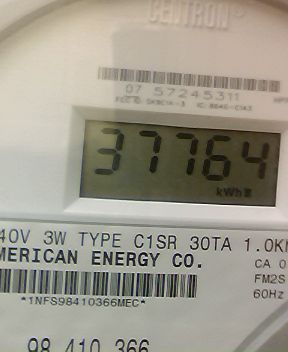 CENTRON®
07 57245311
37764
kWh
40V 3W TYPE C1SR 30TA 1.0K
MERICAN ENERGY CO.
CA 0
FM2S
60Hz
*1NFS98410366MEC*
98 410 366